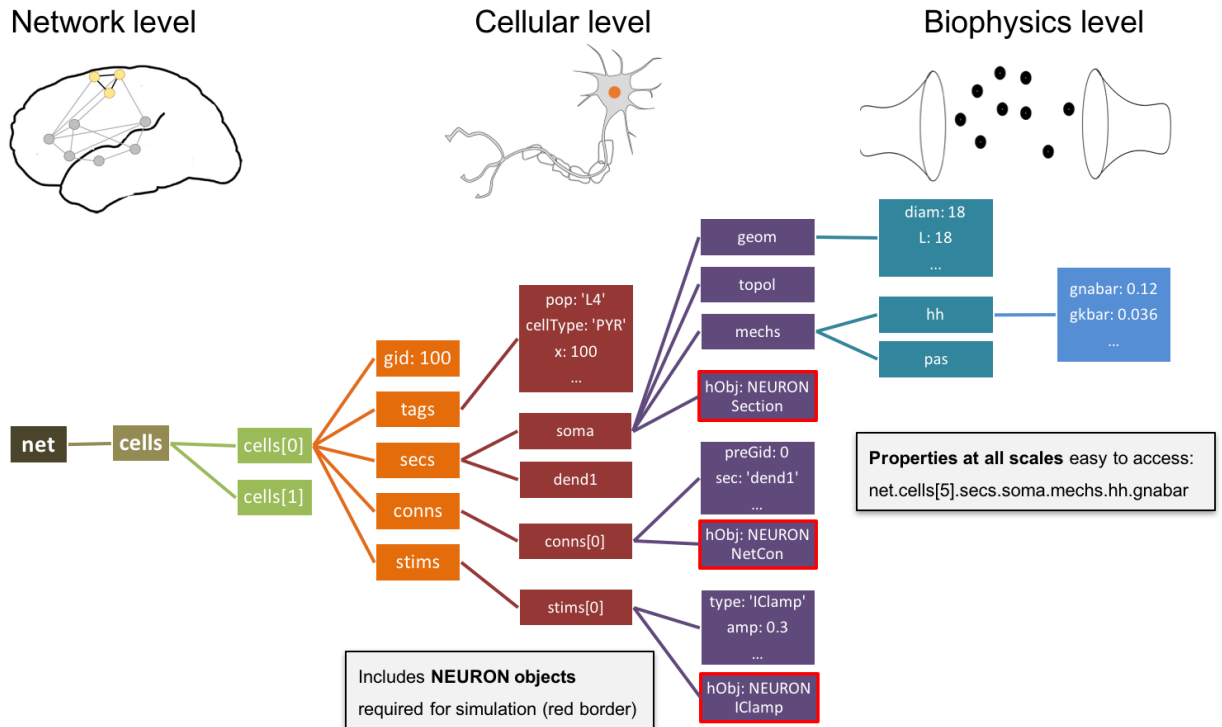 Network level
Cellular level
Biophysics level
net
cells
cells[0]
cells[1]
gid: 100
tags
secs
conns
stims
pop: 'L4'
cellType: 'PYR'
x: 100
...
soma
dend1
conns[0]
stims[0]
geom
topol
mechs
hObj: NEURON
Section
preGid: 0
sec: 'dend1'
...
hObj: NEURON
NetCon
type: 'IClamp'
amp: 0.3
...
hObj: NEURON
IClamp
diam: 18
L: 18
...
hh
pas
gnabar: 0.12
gkbar: 0.036
...
Properties at all scales easy to access:
net.cells[5].secs.soma.mechs.hh.gnabar
Includes NEURON objects
required for simulation (red border)